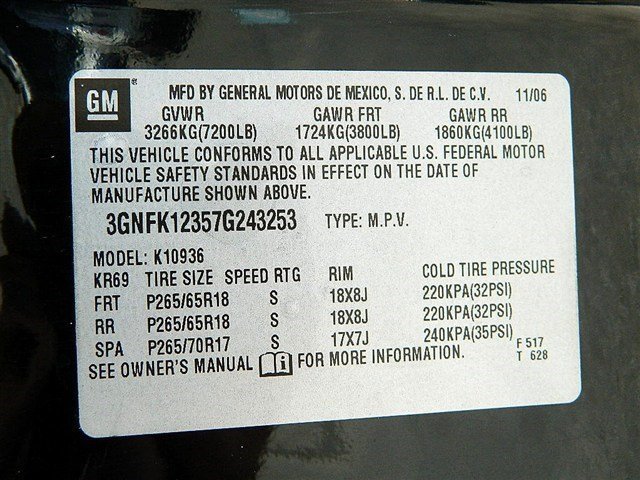 GM ®
MFD BY GENERAL MOTORS DE MEXICO, S. DE R.L. DE C.V. 11/06
GVWR GAWR FRT GAWR RR
3266KG(7200LB) 1724KG(3800LB) 1860KG(4100LB)
THIS VEHICLE CONFORMS TO ALL APPLICABLE U.S. FEDERAL MOTOR
VEHICLE SAFETY STANDARDS IN EFFECT ON THE DATE OF
MANUFACTURE SHOWN ABOVE.
3GNFK12357G243253 TYPE: M.P.V.
MODEL: K10936
KR69 TIRE SIZE SPEED RTG RIM COLD TIRE PRESSURE
FRT P265/65R18 S 18X8J 220KPA(32PSI)
RR P265/65R18 S 18X8J 220KPA(32PSI)
SPA P265/70R17 S 17X7J 240KPA(35PSI) F 517
SEE OWNER'S MANUAL FOR MORE INFORMATION. T 628